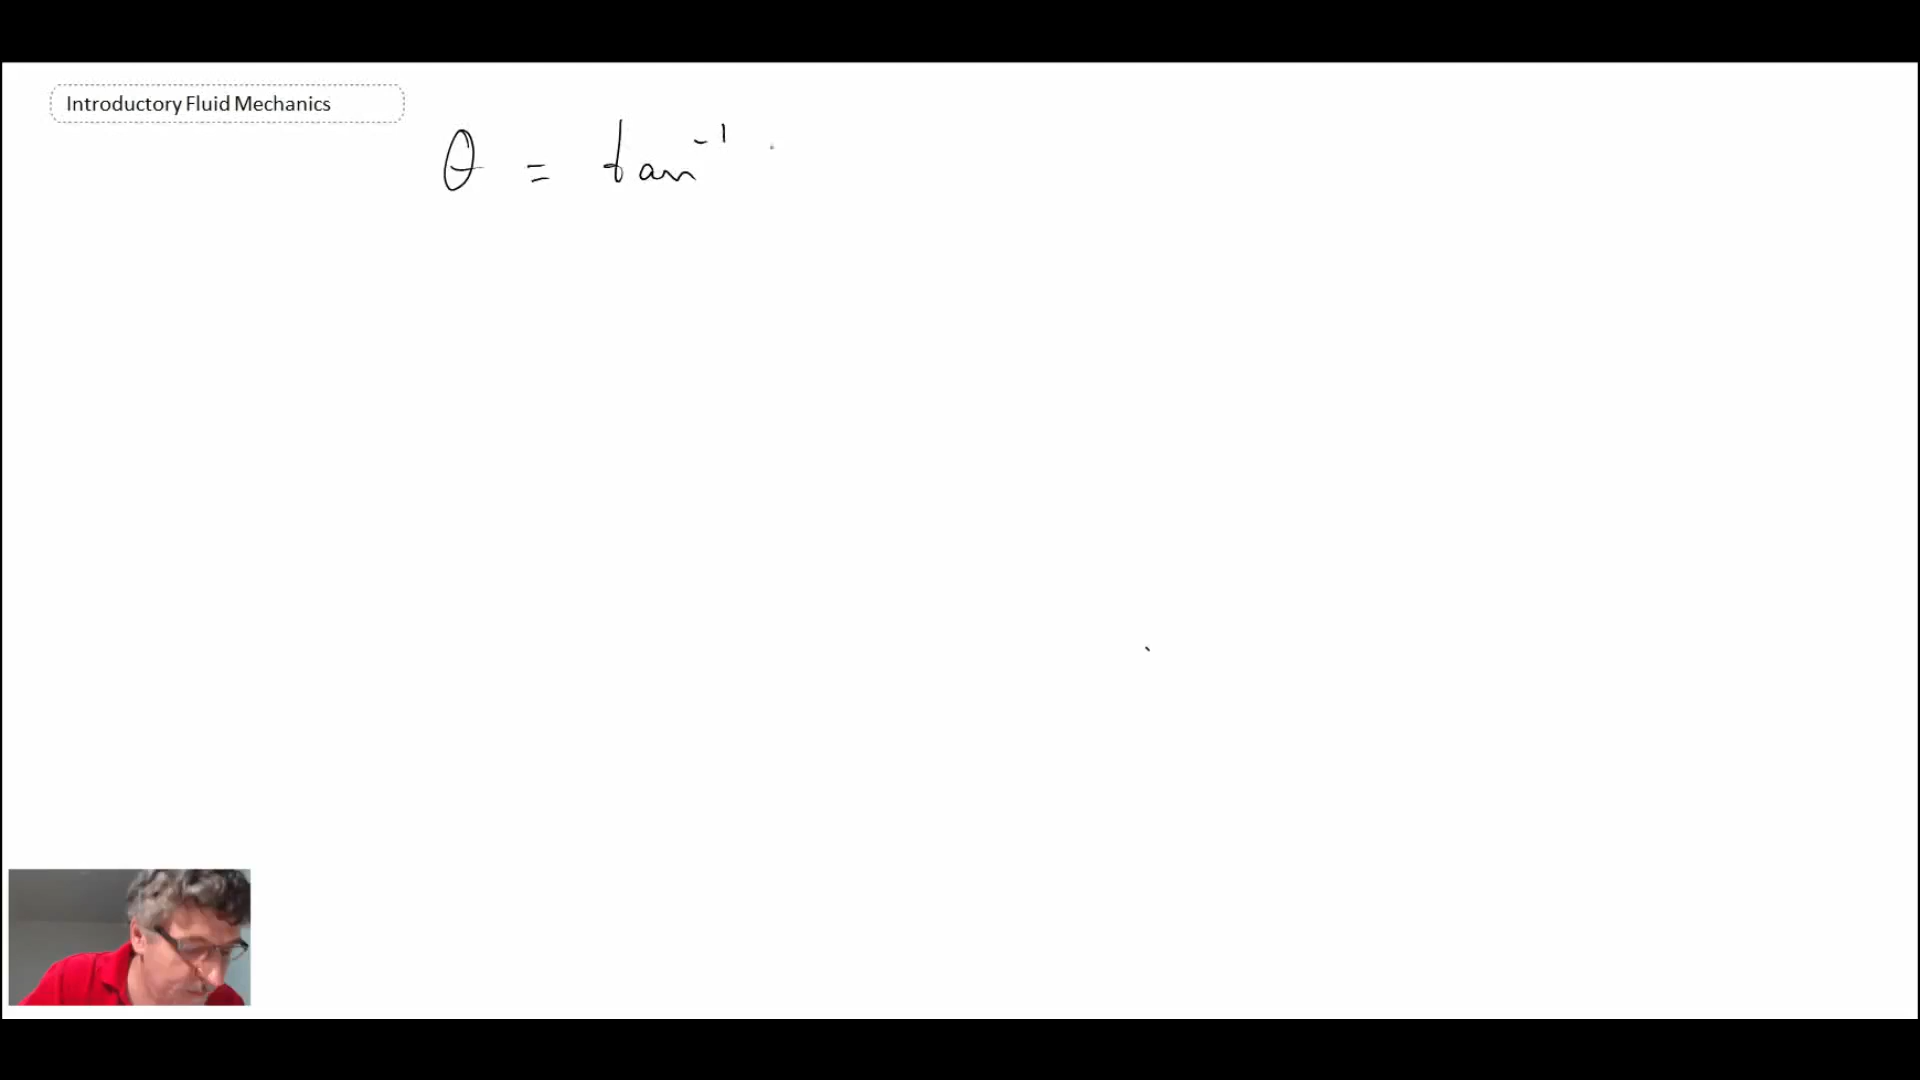 Introductory Fluid Mechanics
θ = tan⁻¹